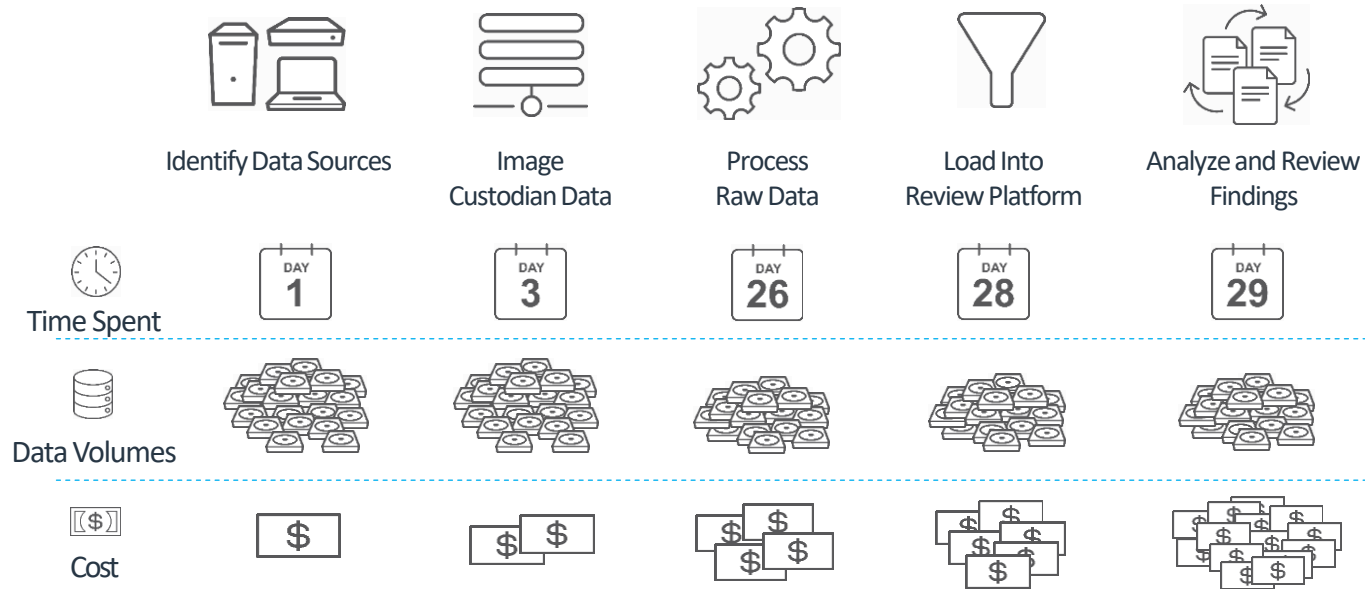 Identify Data Sources
Image
Custodian Data
Process
Raw Data
Load Into
Review Platform
Analyze and Review
Findings
Time Spent
DAY
1
DAY
3
DAY
26
DAY
28
DAY
29
Data Volumes
$
Cost
$
$ $
$ $ $ $
$ $ $ $ $ $
$ $ $ $ $ $ $ $ $ $ $